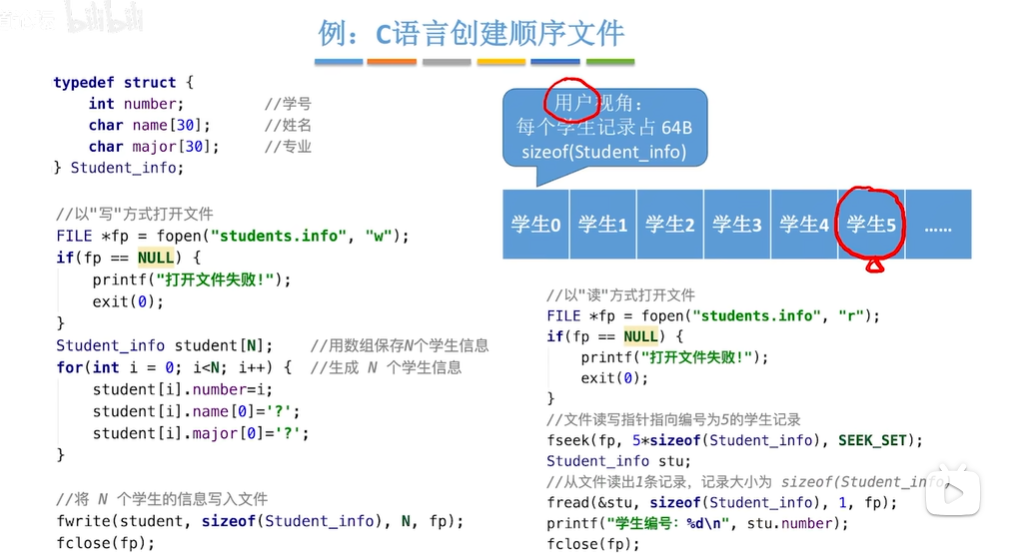 bilibili
例：C语言创建顺序文件
typedef struct {
int number; //学号
char name[30]; //姓名
char major[30]; //专业
} Student_info;
//以"写"方式打开文件
FILE *fp = fopen("students.info", "w");
if(fp == NULL) {
printf("打开文件失败!");
exit(0);
}
Student_info student[N]; //用数组保存N个学生信息
for(int i = 0; i<N; i++) { //生成 N 个学生信息
student[i].number=i;
student[i].name[0]='?';
student[i].major[0]='?';
}
//将 N 个学生的信息写入文件
fwrite(student, sizeof(Student_info), N, fp);
fclose(fp);
用户视角：
每个学生记录占 64B
sizeof(Student_info)
学生0 学生1 学生2 学生3 学生4 学生5 ……
//以"读"方式打开文件
FILE *fp = fopen("students.info", "r");
if(fp == NULL) {
printf("打开文件失败!");
exit(0);
}
//文件读写指针指向编号为5的学生记录
fseek(fp, 5*sizeof(Student_info), SEEK_SET);
Student_info stu;
//从文件读出1条记录，记录大小为 sizeof(Student_info)
fread(&stu, sizeof(Student_info), 1, fp);
printf("学生编号：%d\n", stu.number);
fclose(fp);